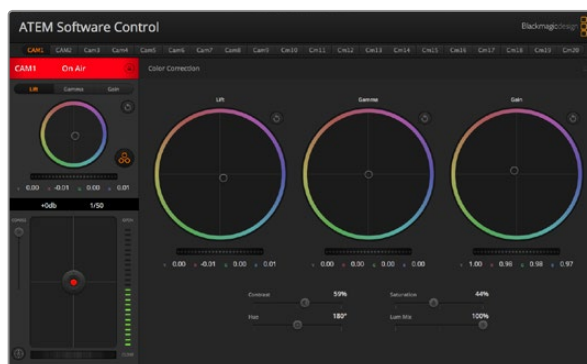 ATEM Software Control
Blackmagicdesign
CAM1 CAM2 Cam3 Cam4 Cam5 Cam6 Cam7 Cam8 Cam9 Cm10 Cm11 Cm12 Cm13 Cm14 Cm15 Cm16 Cm17 Cm18 Cm19 Cm20
CAM1 On Air
Color Correction
Lift Gamma Gain
Lift Gamma Gain
0.00 -0.01 0.00 0.01
0.00 -0.01 0.00 0.01
0.00 0.00 0.00 0.00
1.00 0.98 0.98 0.97
+0db 1/50
Contrast 59% Saturation 44%
Hue 180° Lum Mix 100%